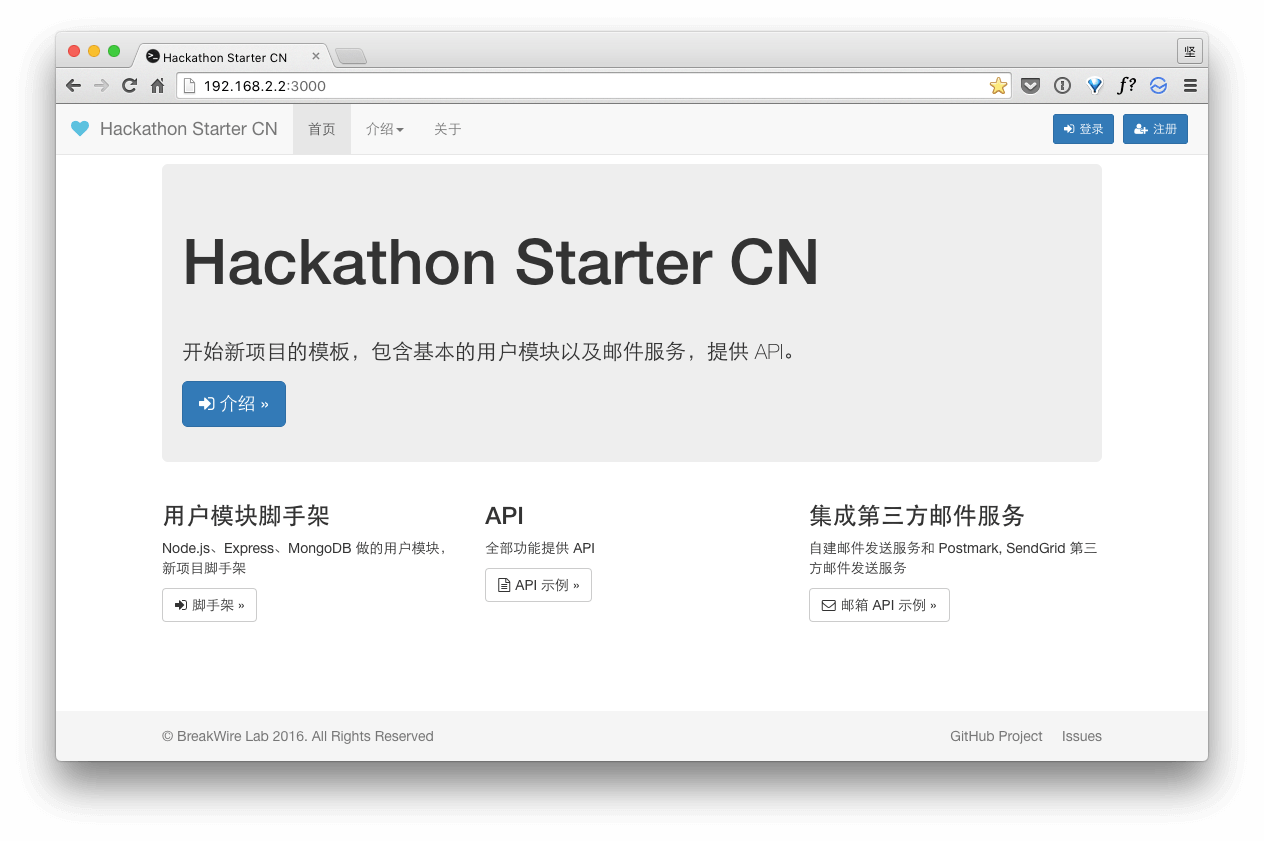 Hackathon Starter CN
坚
192.168.2.2:3000
f?
Hackathon Starter CN 首页 介绍 关于 登录 注册
Hackathon Starter CN
开始新项目的模板，包含基本的用户模块以及邮件服务，提供 API。
介绍 »
用户模块脚手架
Node.js、Express、MongoDB 做的用户模块，
新项目脚手架
脚手架 »
API
全部功能提供 API
API 示例 »
集成第三方邮件服务
自建邮件发送服务和 Postmark, SendGrid 第三
方邮件发送服务
邮箱 API 示例 »
© BreakWire Lab 2016. All Rights Reserved
GitHub Project Issues